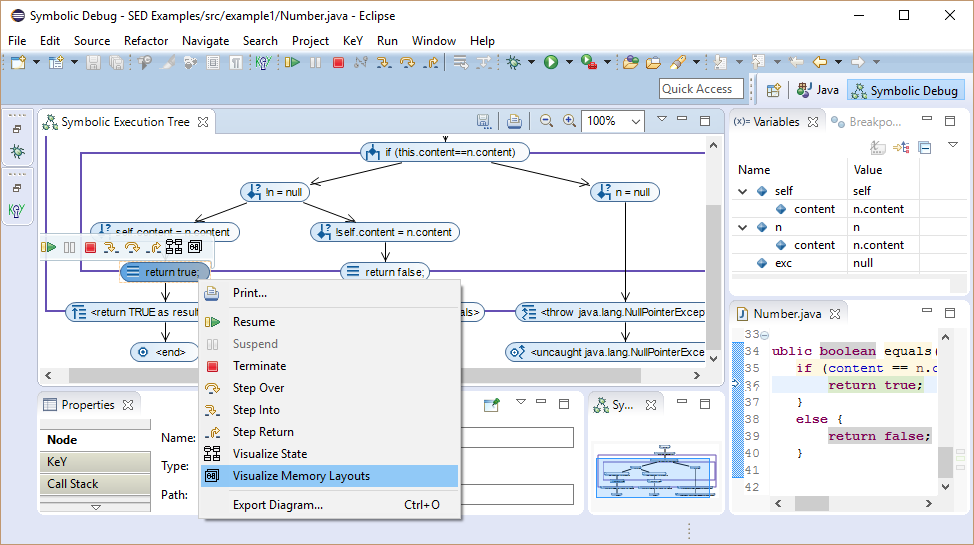 Symbolic Debug - SED Examples/src/example1/Number.java - Eclipse
File Edit Source Refactor Navigate Search Project KeY Run Window Help
Quick Access
Java
Symbolic Debug
Symbolic Execution Tree
100%
if (this.content==n.content)
!n = null
n = null
self.content = n.content
!self.content = n.content
return true;
return false;
<return TRUE as result
als>
<throw java.lang.NullPointerExcep
<end>
<uncaught java.lang.NullPointerExce
Print...
Resume
Suspend
Terminate
Step Over
Step Into
Step Return
Visualize State
Visualize Memory Layouts
Export Diagram... Ctrl+O
Properties
Node
KeY
Call Stack
Name:
Type:
Path:
Sy...
(x)= Variables
Breakpo...
Name Value
self self
content n.content
n n
content n.content
exc null
Number.java
33
34 ublic boolean equals(
35 if (content == n.c
36 return true;
37 }
38 else {
39 return false;
40 }
41
42